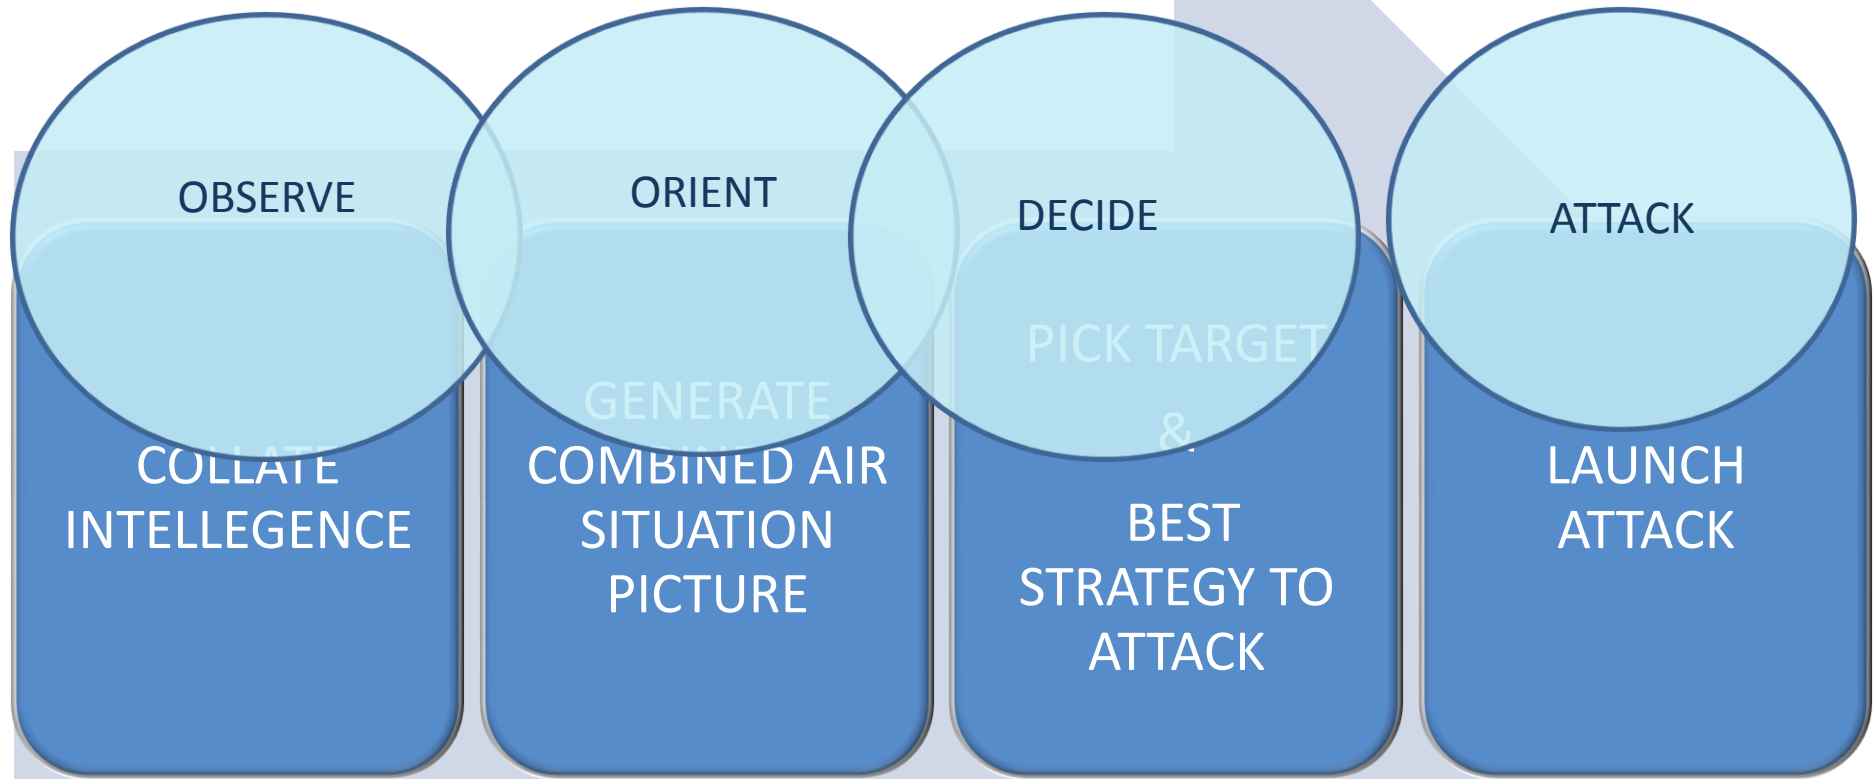 OBSERVE
COLLATE
INTELLEGENCE
ORIENT
GENERATE
COMBINED AIR
SITUATION
PICTURE
DECIDE
PICK TARGET
&
BEST
STRATEGY TO
ATTACK
ATTACK
LAUNCH
ATTACK